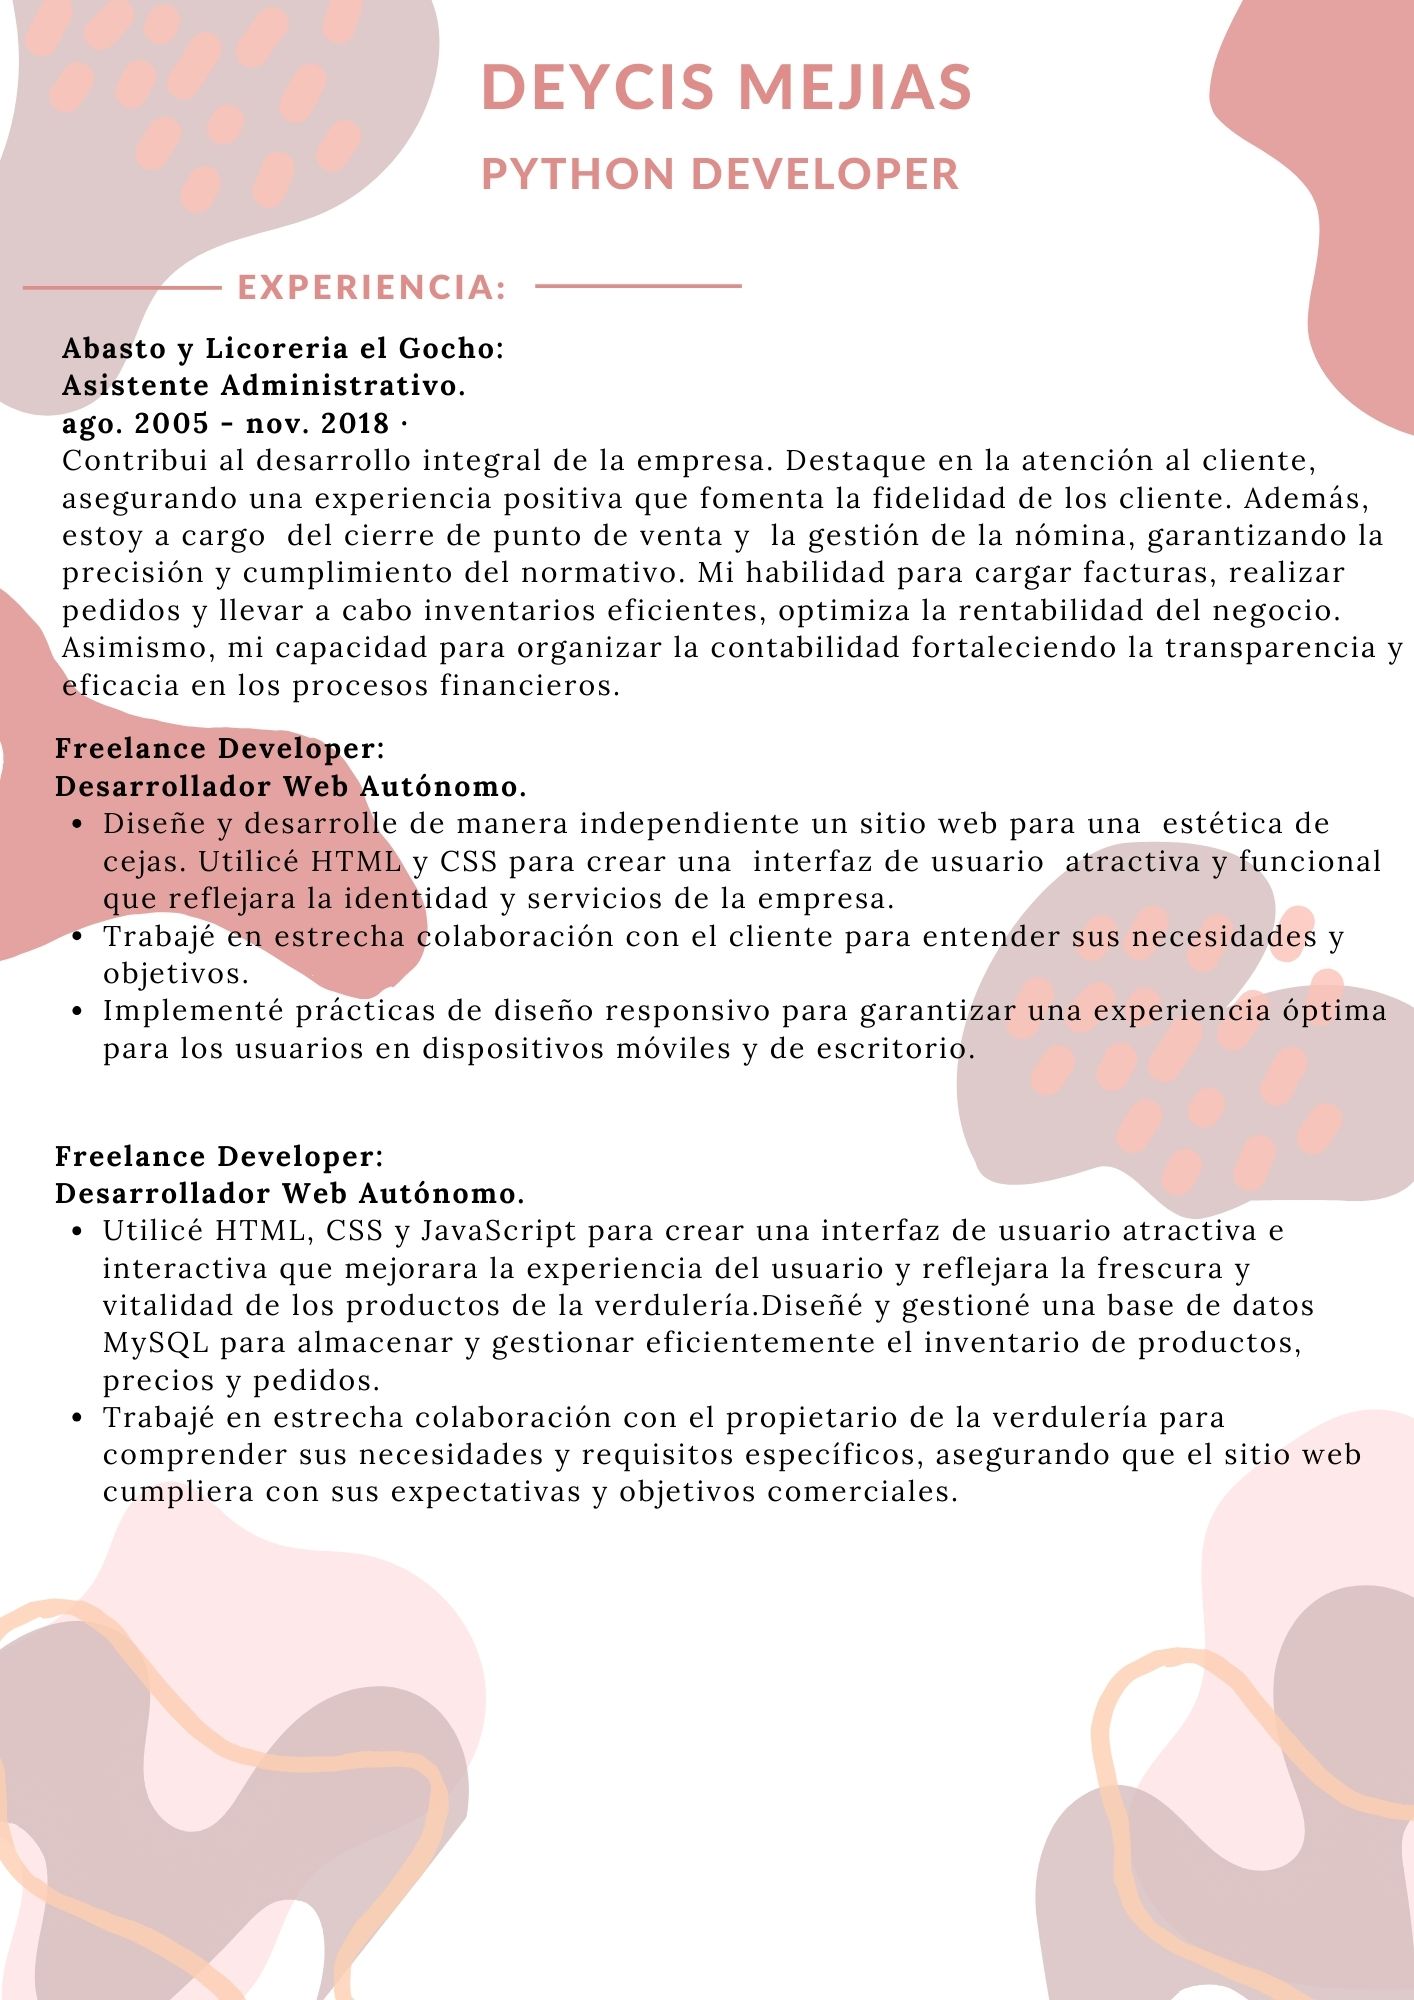 DEYCIS MEJIAS
PYTHON DEVELOPER
EXPERIENCIA:
Abasto y Licoreria el Gocho:
Asistente Administrativo.
ago. 2005 - nov. 2018 ·
Contribui al desarrollo integral de la empresa. Destaque en la atención al cliente,
asegurando una experiencia positiva que fomenta la fidelidad de los cliente. Además,
estoy a cargo  del cierre de punto de venta y  la gestión de la nómina, garantizando la
precisión y cumplimiento del normativo. Mi habilidad para cargar facturas, realizar
pedidos y llevar a cabo inventarios eficientes, optimiza la rentabilidad del negocio.
Asimismo, mi capacidad para organizar la contabilidad fortaleciendo la transparencia y
eficacia en los procesos financieros.
Freelance Developer:
Desarrollador Web Autónomo.
• Diseñe y desarrolle de manera independiente un sitio web para una  estética de
cejas. Utilicé HTML y CSS para crear una  interfaz de usuario  atractiva y funcional
que reflejara la identidad y servicios de la empresa.
• Trabajé en estrecha colaboración con el cliente para entender sus necesidades y
objetivos.
• Implementé prácticas de diseño responsivo para garantizar una experiencia óptima
para los usuarios en dispositivos móviles y de escritorio.
Freelance Developer:
Desarrollador Web Autónomo.
• Utilicé HTML, CSS y JavaScript para crear una interfaz de usuario atractiva e
interactiva que mejorara la experiencia del usuario y reflejara la frescura y
vitalidad de los productos de la verdulería.Diseñé y gestioné una base de datos
MySQL para almacenar y gestionar eficientemente el inventario de productos,
precios y pedidos.
• Trabajé en estrecha colaboración con el propietario de la verdulería para
comprender sus necesidades y requisitos específicos, asegurando que el sitio web
cumpliera con sus expectativas y objetivos comerciales.